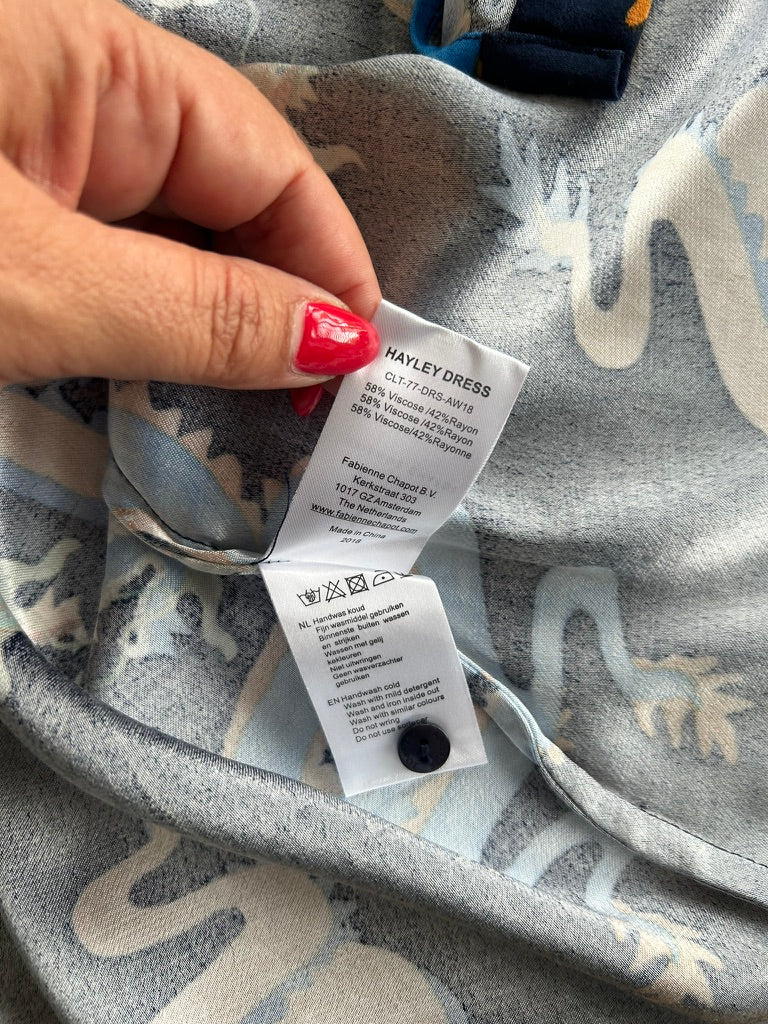 HAYLEY DRESS
CLT-77-DRS-AW18
58% Viscose /42%Rayon
58% Viscose /42%Rayon
58% Viscose/42%Rayonne
Fabienne Chapot B.V.
Kerkstraat 303
1017 GZ Amsterdam
The Netherlands
www.fabiennechapot.com
Made in China
2018
NL Handwas koud
Fijn wasmiddel gebruiken
Binnenste buiten wassen
en strijken
Wassen met gelij
kekleuren
Niet uitwringen
Geen wasverzachter
gebruiken
EN Handwash cold
Wash with mild detergent
Wash and iron inside out
Wash with similar colours
Do not wring
Do not use